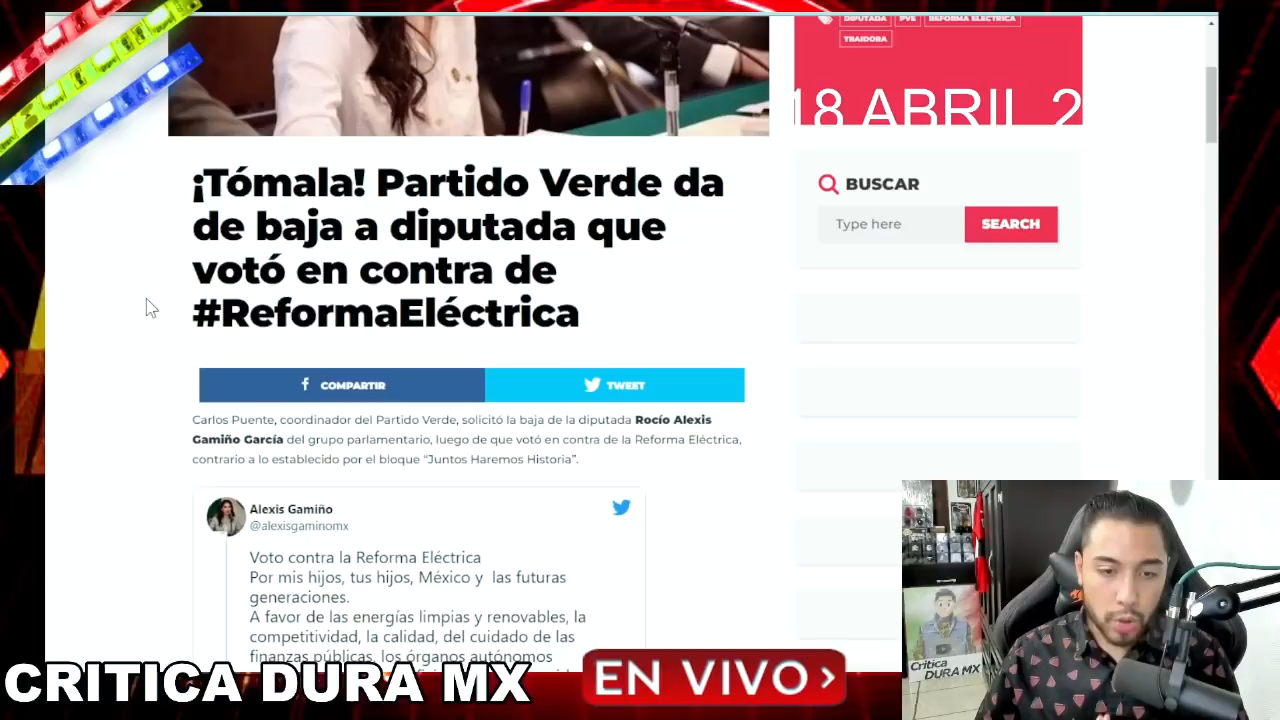 DIPUTADA
PVE
REFORMA ELECTRICA
TRAIDORA
18 ABRIL 2
¡Tómala! Partido Verde da
de baja a diputada que
votó en contra de
#ReformaEléctrica
BUSCAR
Type here
SEARCH
COMPARTIR
TWEET
Carlos Puente, coordinador del Partido Verde, solicitó la baja de la diputada Rocío Alexis
Gamiño García del grupo parlamentario, luego de que votó en contra de la Reforma Eléctrica,
contrario a lo establecido por el bloque “Juntos Haremos Historia”.
Alexis Gamiño
@alexisgaminomx
Voto contra la Reforma Eléctrica
Por mis hijos, tus hijos, México y las futuras
generaciones.
A favor de las energías limpias y renovables, la
competitividad, la calidad, del cuidado de las
finanzas públicas, los órganos autónomos
Critica
DURA MX
CRITICA DURA MX
EN VIVO